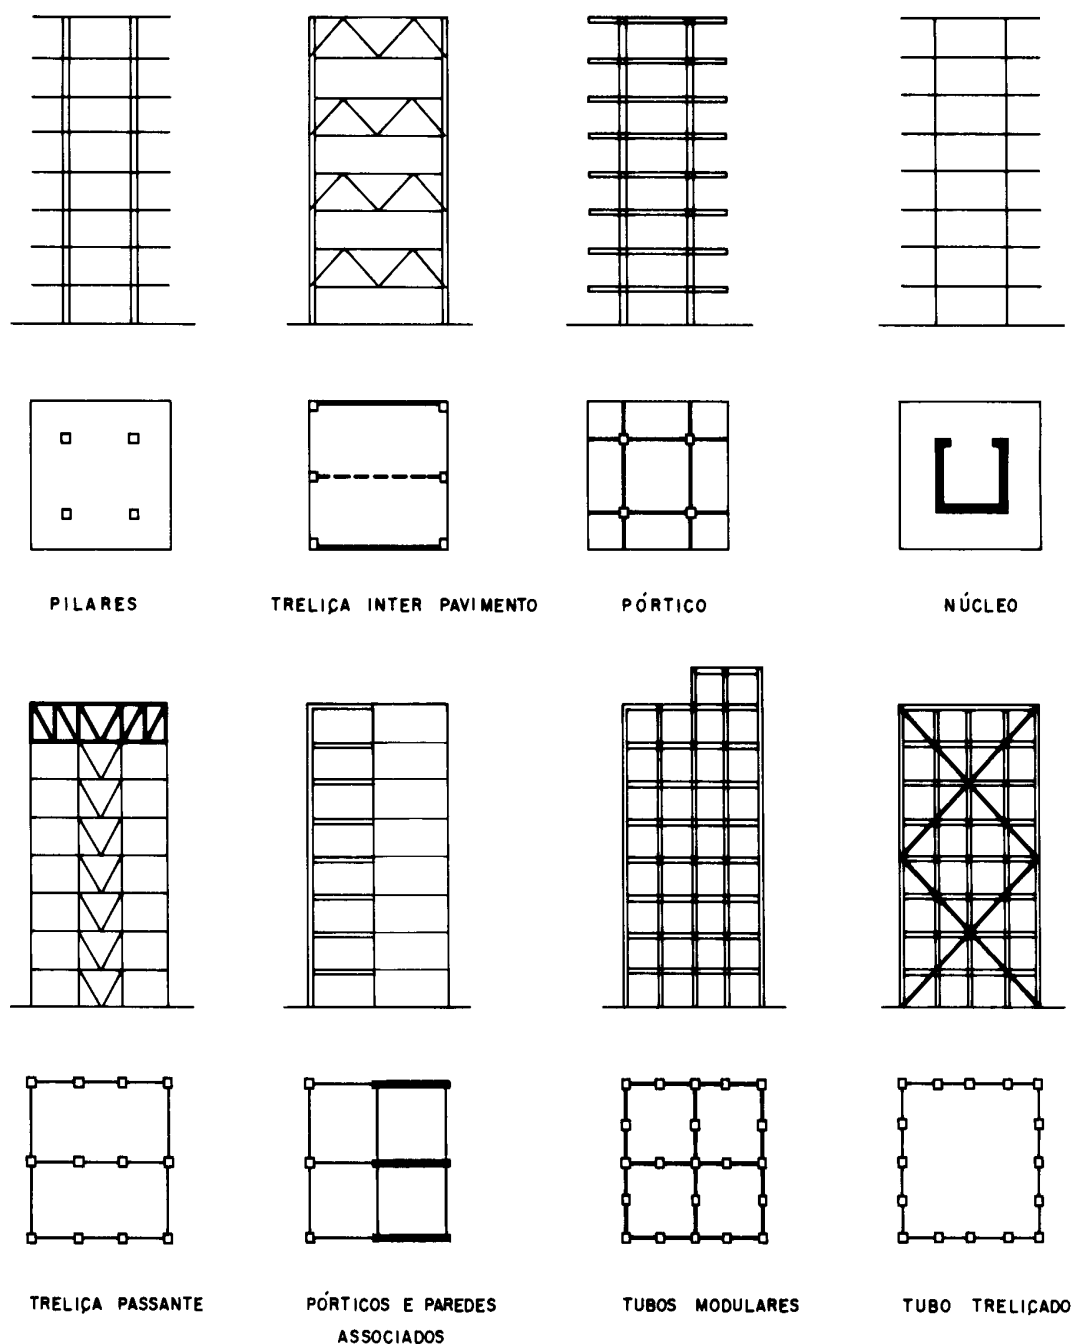 PILARES
TRELIÇA INTER PAVIMENTO
PÓRTICO
NÚCLEO
TRELIÇA PASSANTE
PÓRTICOS E PAREDES
ASSOCIADOS
TUBOS MODULARES
TUBO TRELIÇADO